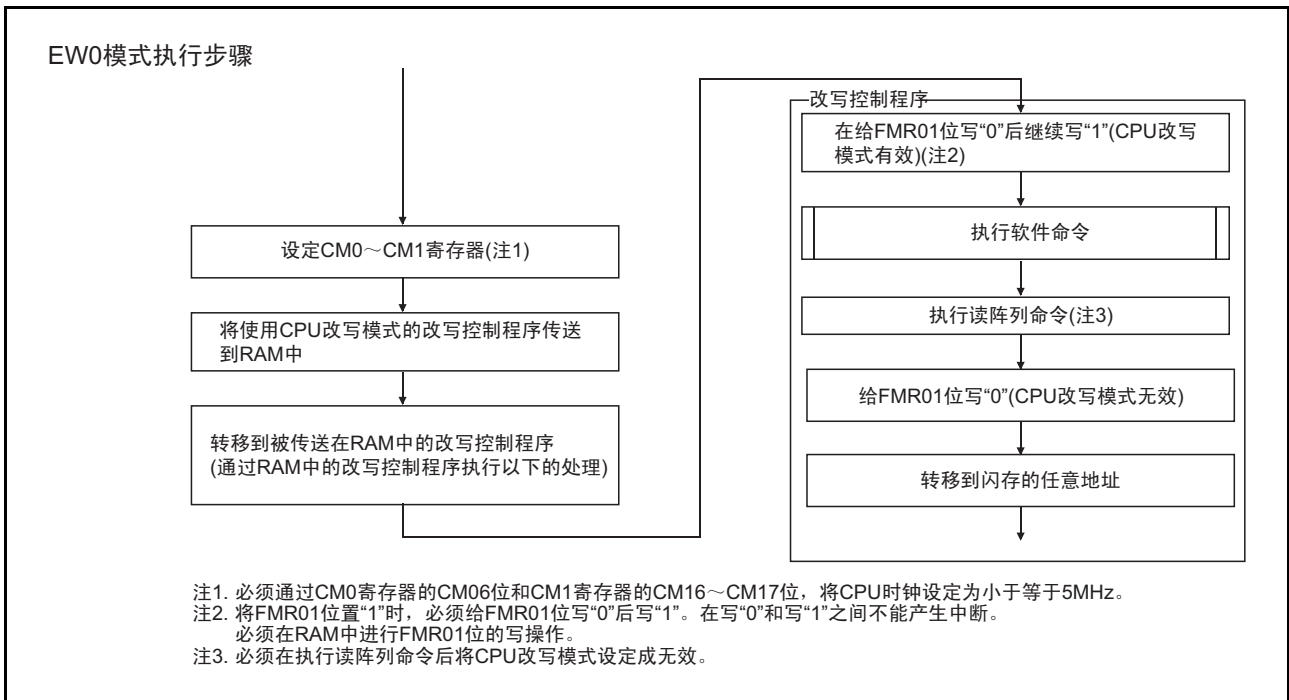 EW0模式执行步骤
设定CM0～CM1寄存器(注1)
将使用CPU改写模式的改写控制程序传送
到RAM中
转移到被传送在RAM中的改写控制程序
(通过RAM中的改写控制程序执行以下的处理)
改写控制程序
在给FMR01位写“0”后继续写“1”(CPU改写
模式有效)(注2)
执行软件命令
执行读阵列命令(注3)
给FMR01位写“0”(CPU改写模式无效)
转移到闪存的任意地址
注1. 必须通过CM0寄存器的CM06位和CM1寄存器的CM16～CM17位，将CPU时钟设定为小于等于5MHz。
注2. 将FMR01位置“1”时，必须给FMR01位写“0”后写“1”。在写“0”和写“1”之间不能产生中断。
必须在RAM中进行FMR01位的写操作。
注3. 必须在执行读阵列命令后将CPU改写模式设定成无效。